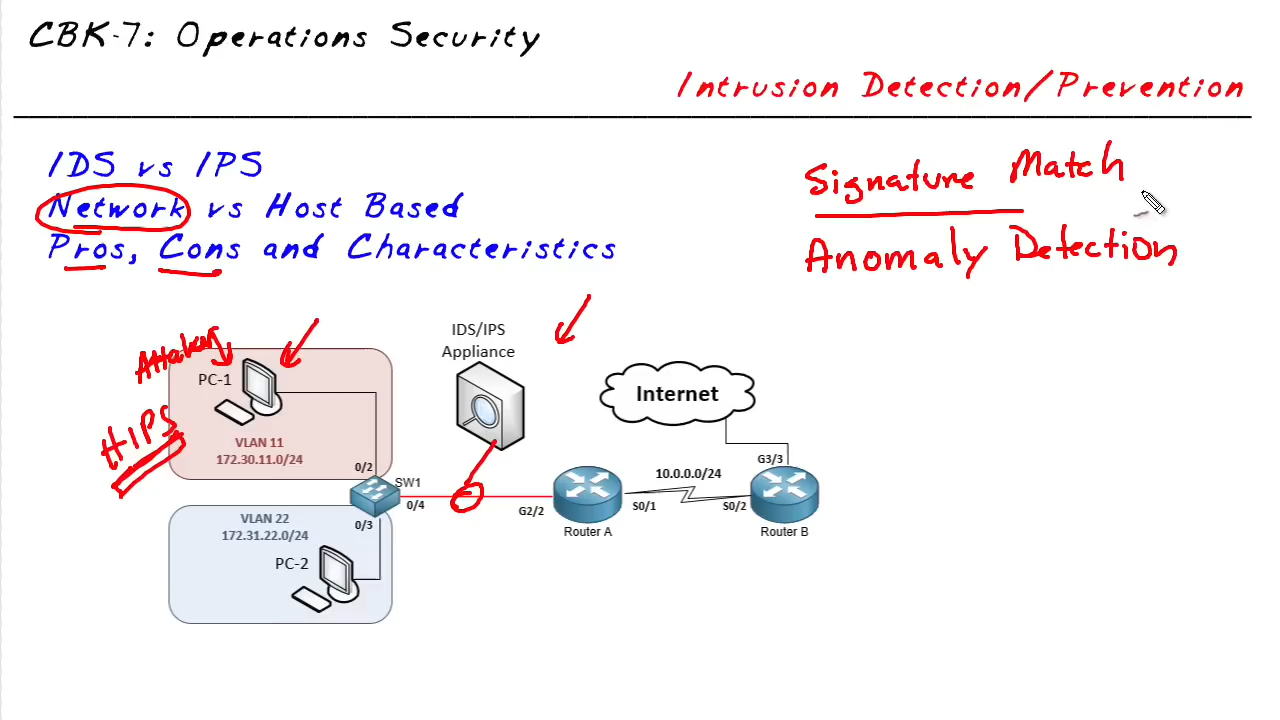 CBK-7: Operations Security
Intrusion Detection/Prevention
IDS vs IPS
Network vs Host Based
Pros, Cons and Characteristics
Signature Match
Anomaly Detection
IDS/IPS
Appliance
PC-1
HIPS
VLAN 11
172.30.11.0/24
0/2
SW1
0/4
0/3
VLAN 22
172.31.22.0/24
PC-2
G2/2
Router A
S0/1
10.0.0.0/24
S0/2
Router B
G3/3
Internet